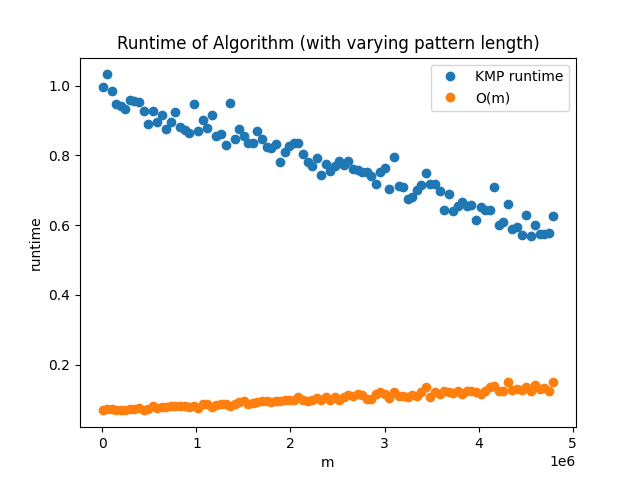 Runtime of Algorithm (with varying pattern length)
KMP runtime
O(m)
runtime
1.0
0.8
0.6
0.4
0.2
0
1
2
3
4
5
1e6
m